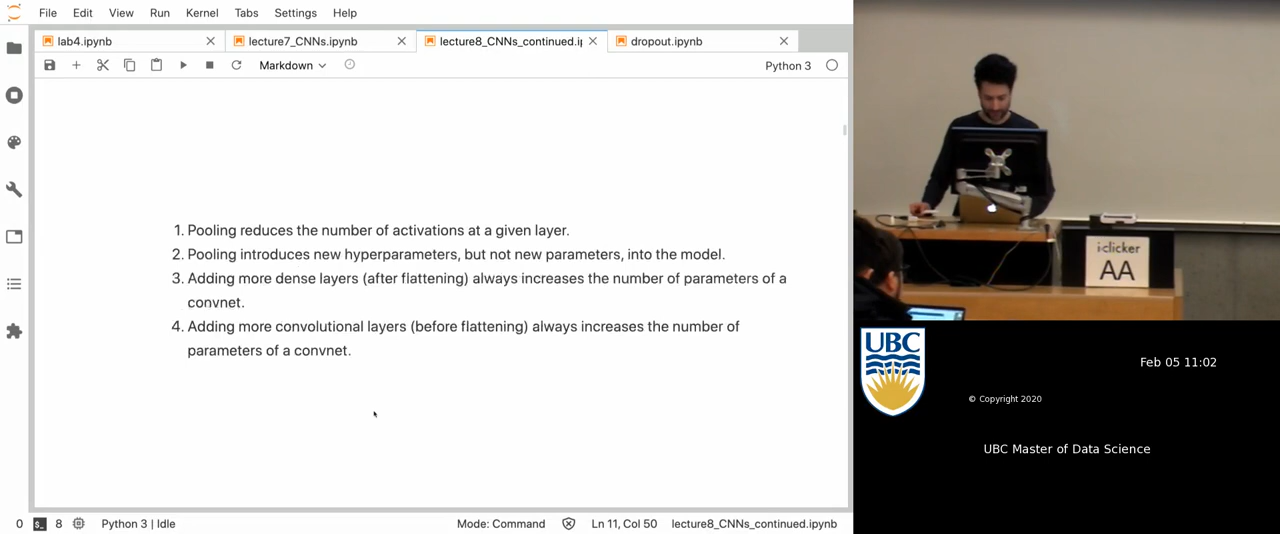 File Edit View Run Kernel Tabs Settings Help
lab4.ipynb lecture7_CNNs.ipynb lecture8_CNNs_continued.ip dropout.ipynb
Markdown Python 3
1. Pooling reduces the number of activations at a given layer.
2. Pooling introduces new hyperparameters, but not new parameters, into the model.
3. Adding more dense layers (after flattening) always increases the number of parameters of a
convnet.
4. Adding more convolutional layers (before flattening) always increases the number of
parameters of a convnet.
0 $_ 8 Python 3 | Idle Mode: Command Ln 11, Col 50 lecture8_CNNs_continued.ipynb
i>clicker
AA
UBC
Feb 05 11:02
© Copyright 2020
UBC Master of Data Science